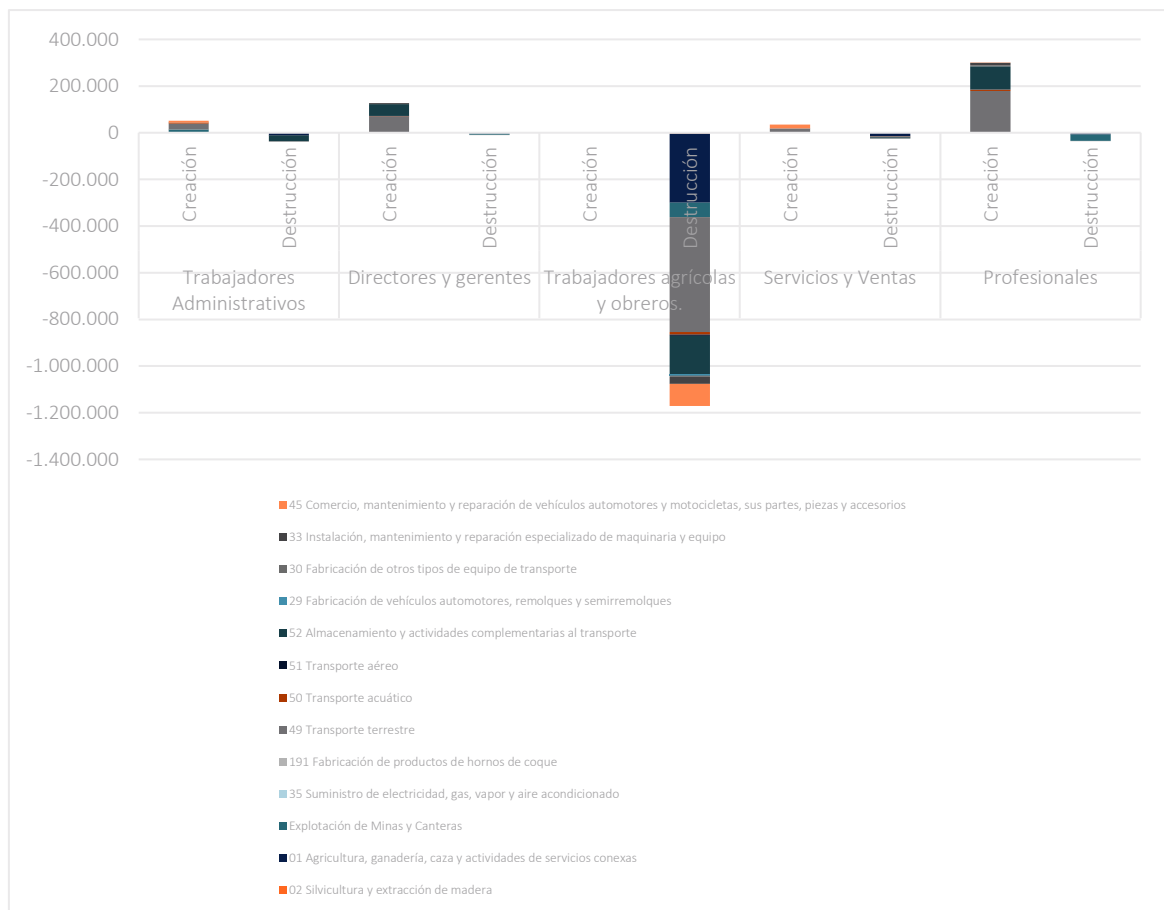 400.000
200.000
0
-200.000
-400.000
-600.000
-800.000
-1.000.000
-1.200.000
-1.400.000
Creación
Destrucción
Creación
Destrucción
Creación
Destrucción
Creación
Destrucción
Creación
Destrucción
Trabajadores
Administrativos
Directores y gerentes
Trabajadores agrícolas
y obreros.
Servicios y Ventas
Profesionales
45 Comercio, mantenimiento y reparación de vehículos automotores y motocicletas, sus partes, piezas y accesorios
33 Instalación, mantenimiento y reparación especializado de maquinaria y equipo
30 Fabricación de otros tipos de equipo de transporte
29 Fabricación de vehículos automotores, remolques y semirremolques
52 Almacenamiento y actividades complementarias al transporte
51 Transporte aéreo
50 Transporte acuático
49 Transporte terrestre
191 Fabricación de productos de hornos de coque
35 Suministro de electricidad, gas, vapor y aire acondicionado
Explotación de Minas y Canteras
01 Agricultura, ganadería, caza y actividades de servicios conexas
02 Silvicultura y extracción de madera